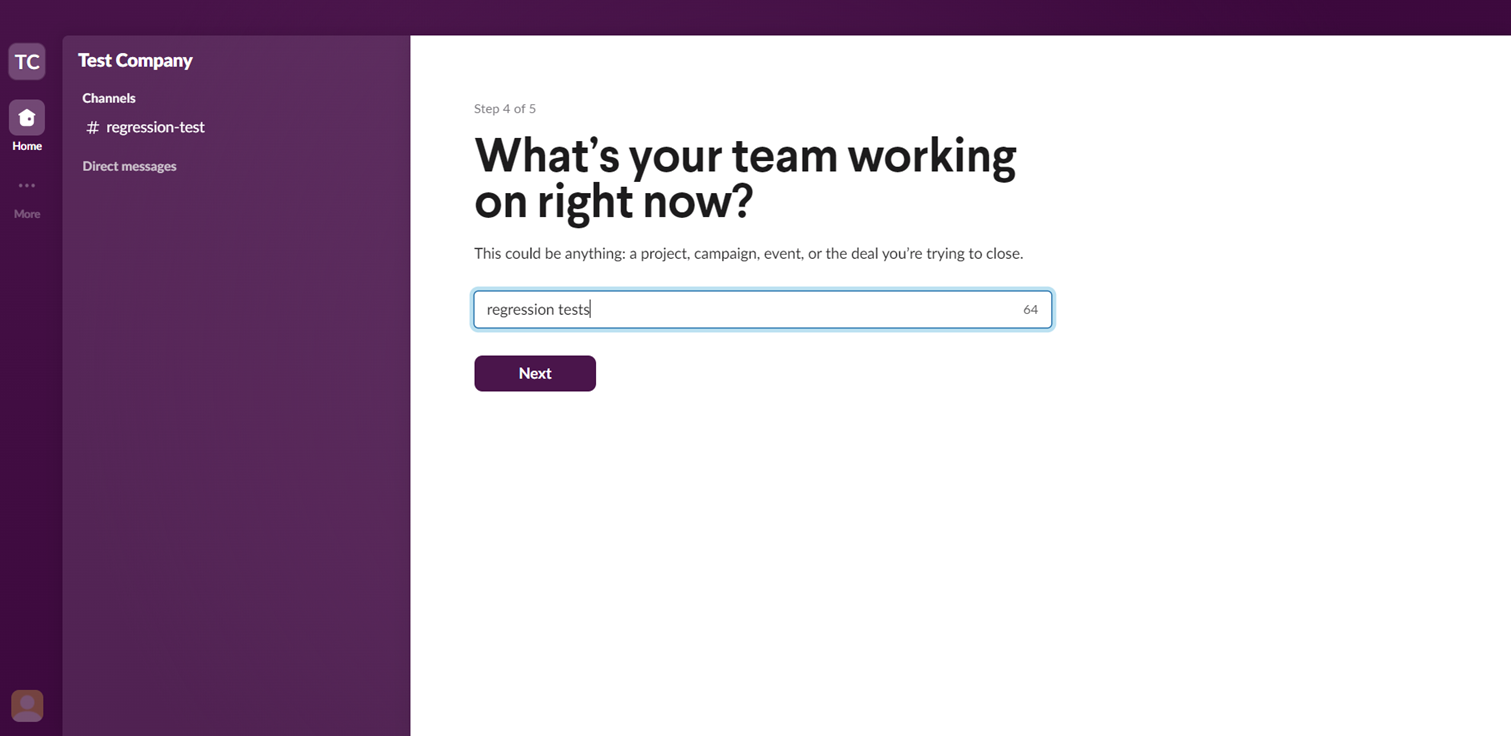 TC
Test Company
Channels
# regression-test
Home
Direct messages
More
Step 4 of 5
What’s your team working
on right now?
This could be anything: a project, campaign, event, or the deal you’re trying to close.
regression tests 64
Next